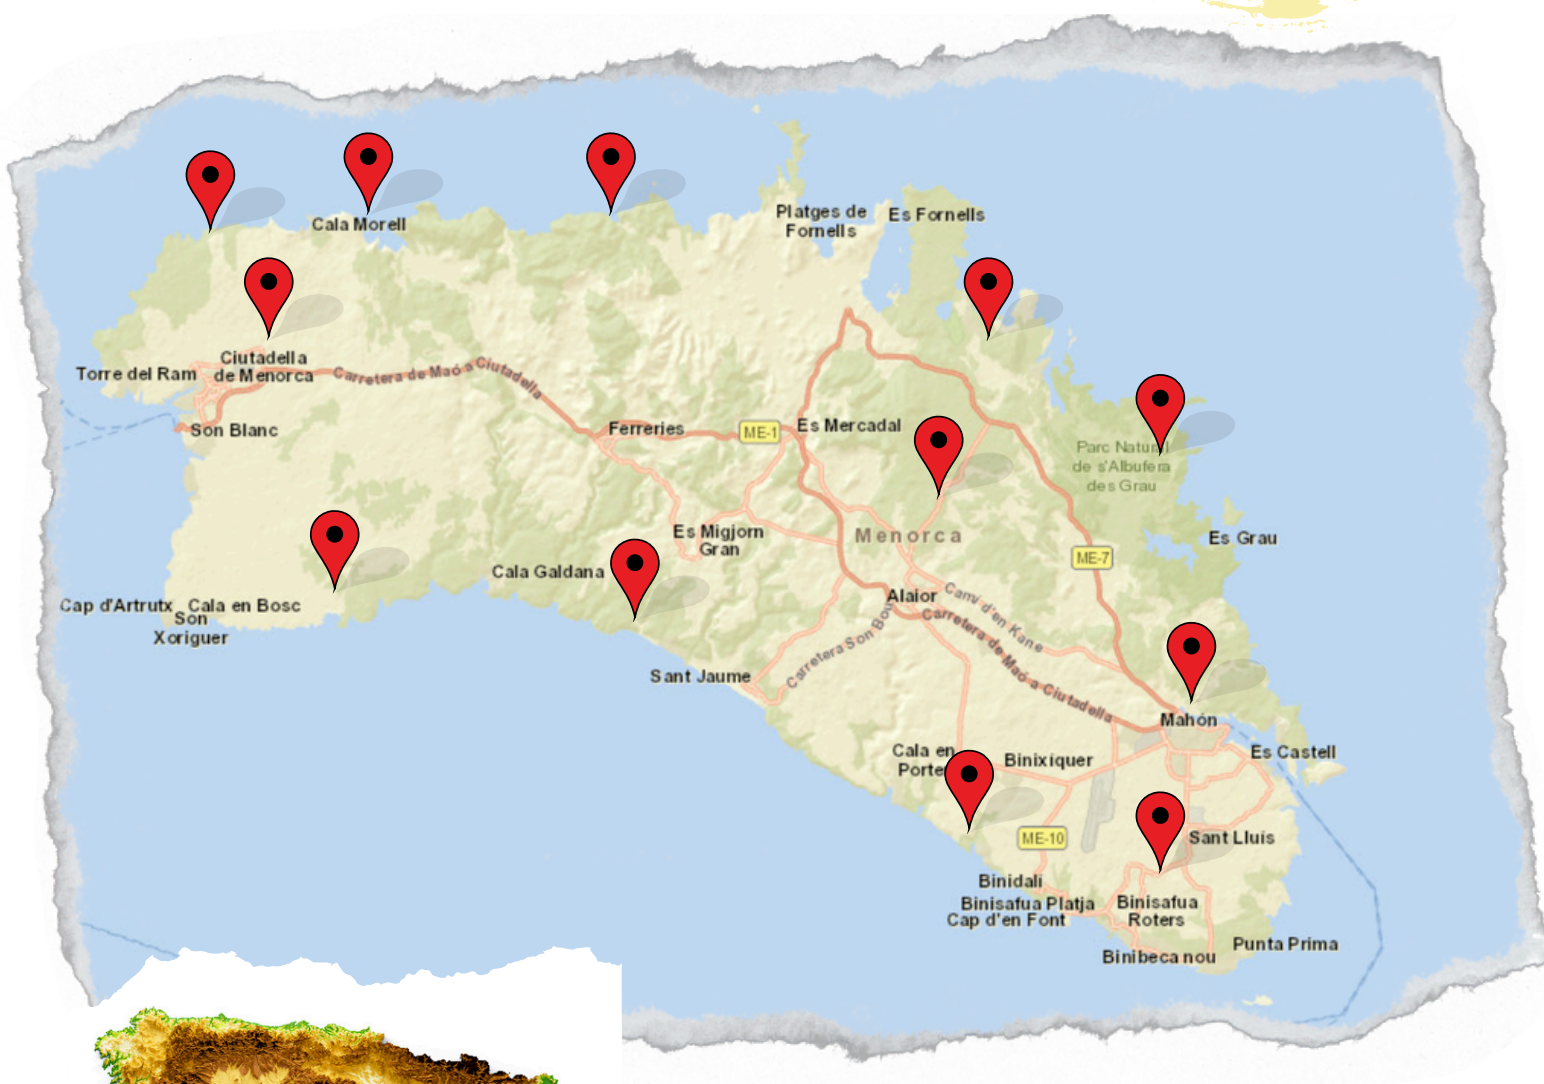 Platges de
Fornells
Es Fornells
Cala Morell
Ciutadella
de Menorca
Torre del Ram
Carretera de Maó a Ciutadella
Son Blanc
Ferreries
ME-1
Es Mercadal
Parc Natural
de s'Albufera
des Grau
Es Migjorn
Gran
Menorca
Es Grau
ME-7
Cala Galdana
Cap d'Artrutx
Cala en Bosc
Son
Xoriguer
Alaior
Camí d'en Kane
Carretera Son Bou
Carretera de Maó a Ciutadella
Sant Jaume
Mahón
Cala en
Porter
Binixíquer
Es Castell
ME-10
Sant Lluís
Binidalí
Binisafua Platja
Cap d'en Font
Binisafua
Roters
Punta Prima
Binibeca nou